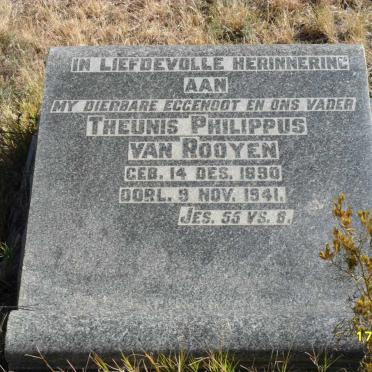 IN LIEFDEVOLLE HERINNERING
AAN
MY DIERBARE EGGENOOT EN ONS VADER
THEUNIS PHILIPPUS
VAN ROOYEN
GEB. 14 DES. 1890
OORL. 9 NOV. 1941.
JES. 55 VS. 8.
17